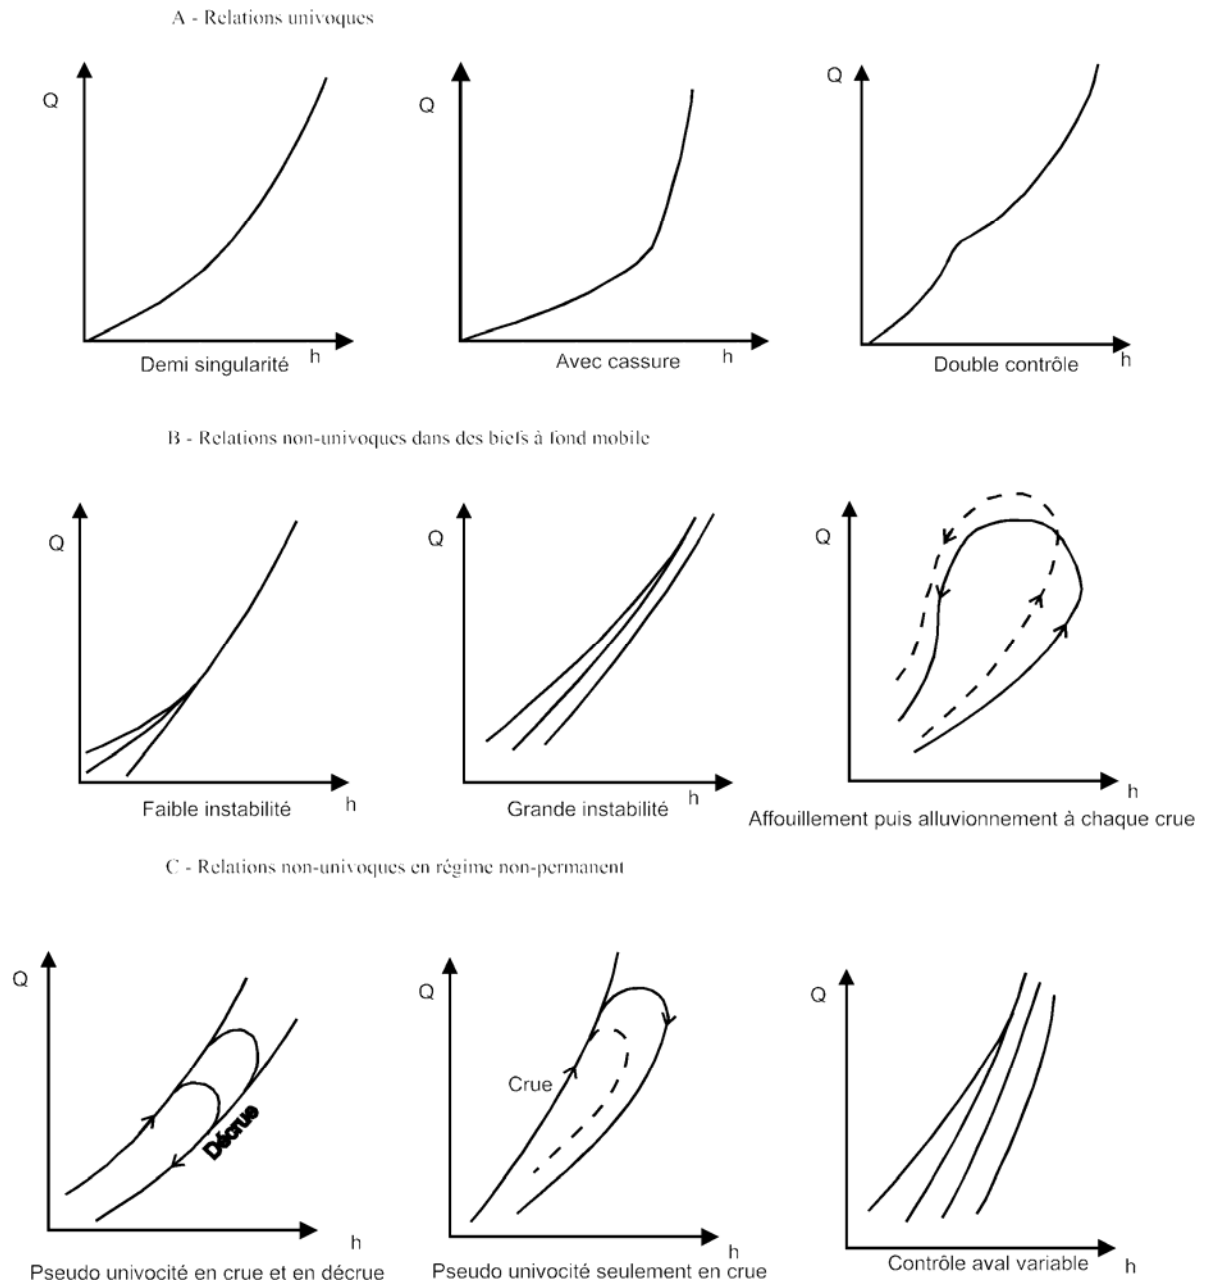 A - Relations univoques
Q
Q
Q
Demi singularité
h
Avec cassure
h
Double contrôle
h
B - Relations non-univoques dans des biefs à fond mobile
Q
Q
Q
Faible instabilité
h
Grande instabilité
h
h
Affouillement puis alluvionnement à chaque crue
C - Relations non-univoques en régime non-permanent
Q
Q
Q
Crue
Décrue
h
h
h
Pseudo univocité en crue et en décrue
Pseudo univocité seulement en crue
Contrôle aval variable